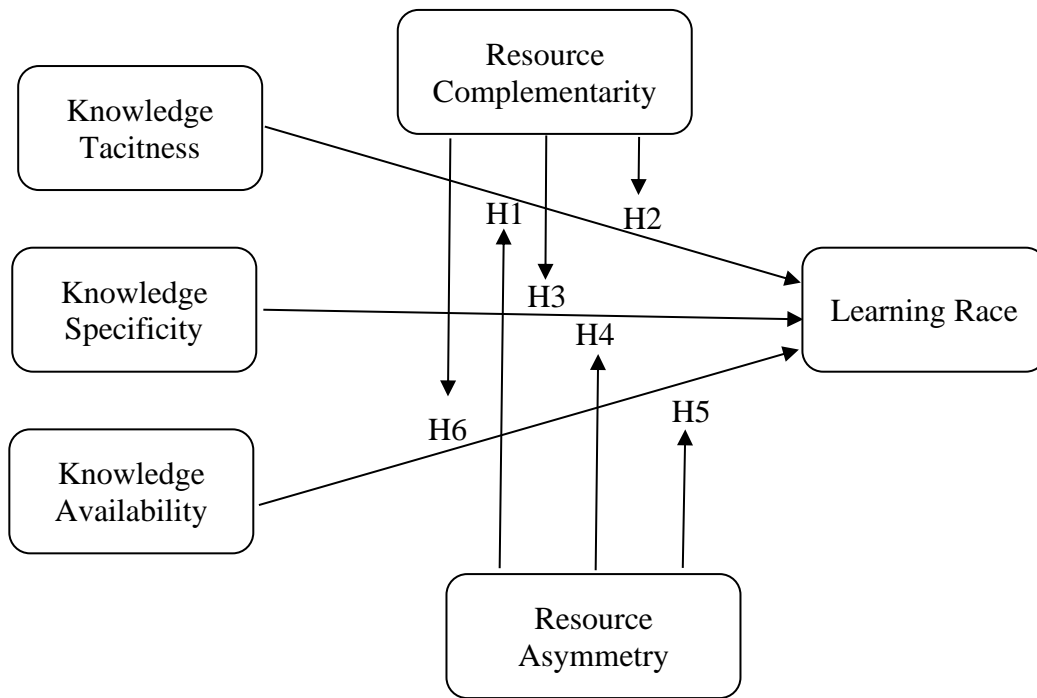 Resource
Complementarity
Knowledge
Tacitness
H1
H2
Knowledge
Specificity
H3
Learning Race
H4
H5
H6
Knowledge
Availability
Resource
Asymmetry